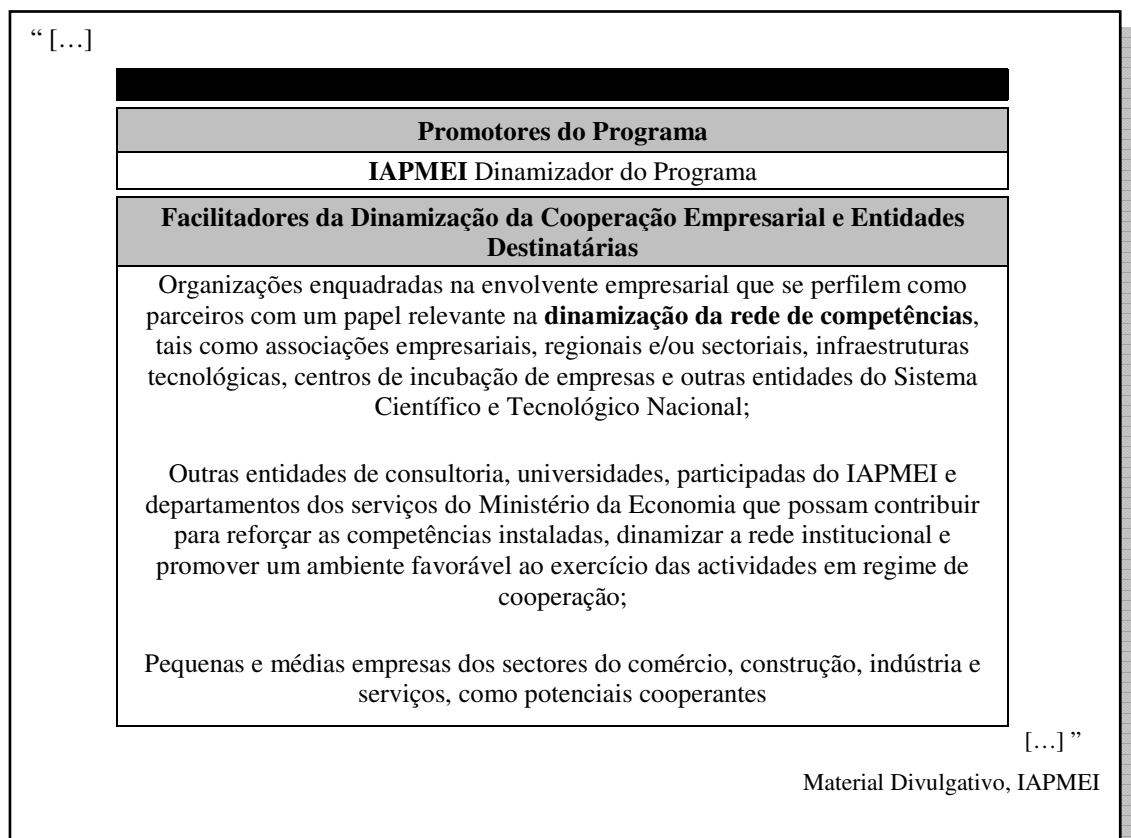 “ […]
Promotores do Programa
IAPMEI Dinamizador do Programa
Facilitadores da Dinamização da Cooperação Empresarial e Entidades
Destinatárias
Organizações enquadradas na envolvente empresarial que se perfilem como
parceiros com um papel relevante na dinamização da rede de competências,
tais como associações empresariais, regionais e/ou sectoriais, infraestruturas
tecnológicas, centros de incubação de empresas e outras entidades do Sistema
Científico e Tecnológico Nacional;
Outras entidades de consultoria, universidades, participadas do IAPMEI e
departamentos dos serviços do Ministério da Economia que possam contribuir
para reforçar as competências instaladas, dinamizar a rede institucional e
promover um ambiente favorável ao exercício das actividades em regime de
cooperação;
Pequenas e médias empresas dos sectores do comércio, construção, indústria e
serviços, como potenciais cooperantes
[…] ”
Material Divulgativo, IAPMEI